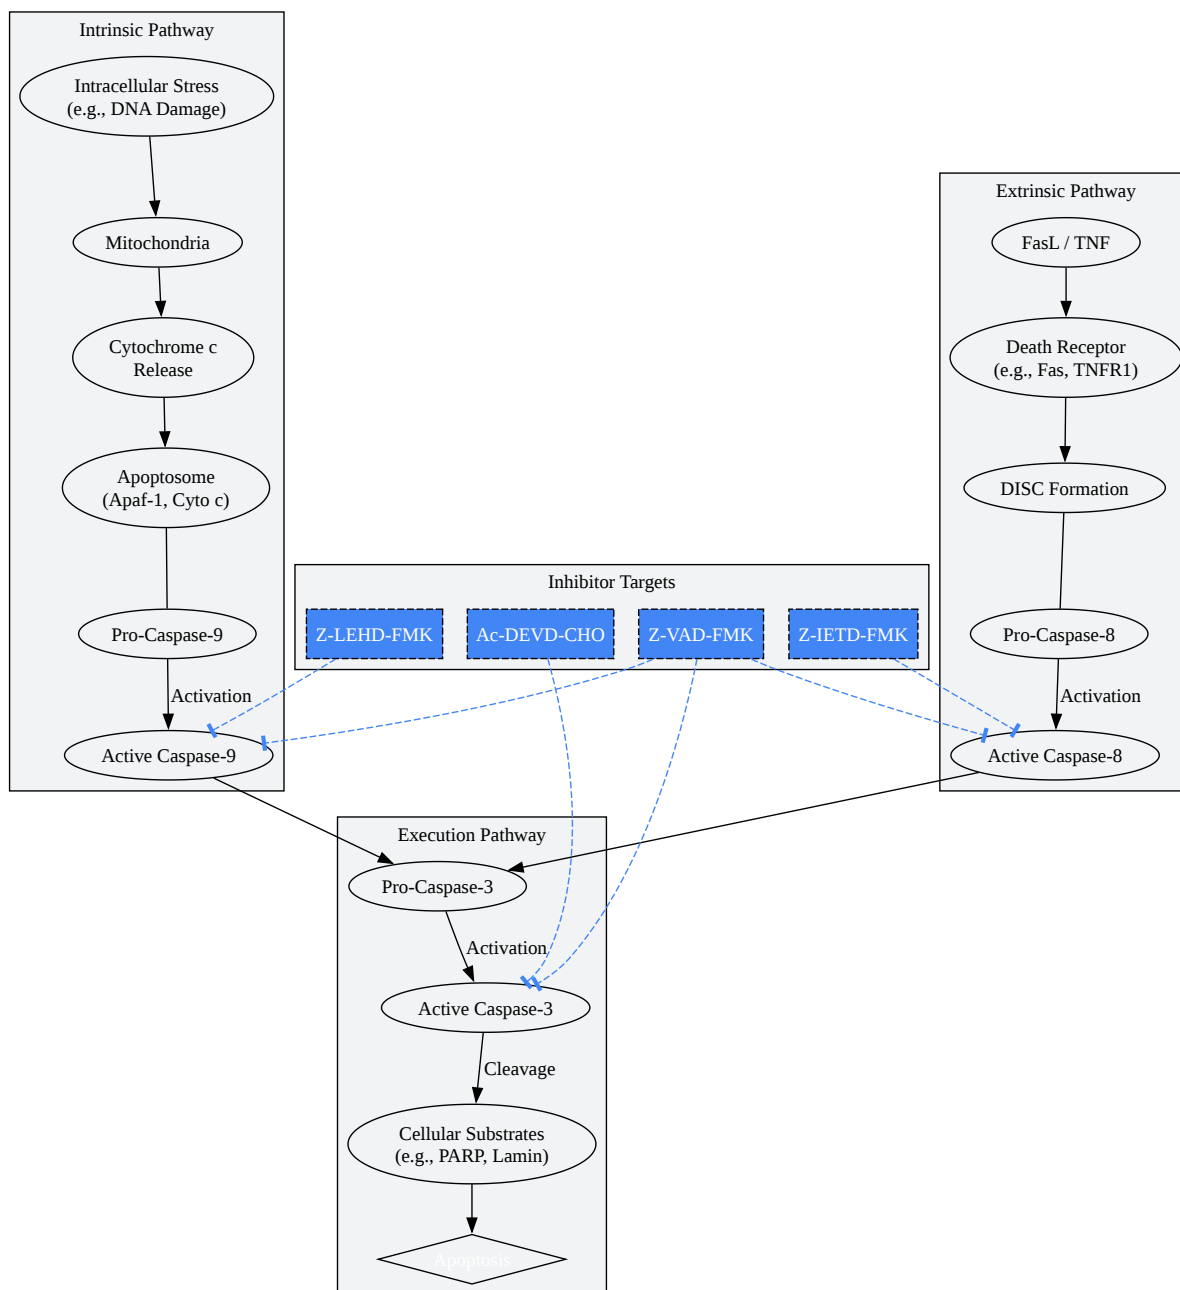 Intrinsic Pathway
Intracellular Stress
(e.g., DNA Damage)
Mitochondria
Cytochrome c
Release
Apoptosome
(Apaf-1, Cyto c)
Pro-Caspase-9
Activation
Active Caspase-9
Extrinsic Pathway
FasL / TNF
Death Receptor
(e.g., Fas, TNFR1)
DISC Formation
Pro-Caspase-8
Activation
Active Caspase-8
Inhibitor Targets
Z-LEHD-FMK
Ac-DEVD-CHO
Z-VAD-FMK
Z-IETD-FMK
Execution Pathway
Pro-Caspase-3
Activation
Active Caspase-3
Cleavage
Cellular Substrates
(e.g., PARP, Lamin)
Apoptosis